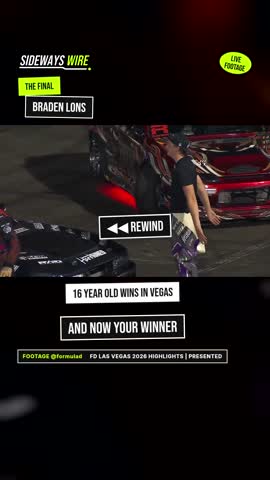 SIDEWAYS WIRE.
LIVE
FOOTAGE
THE FINAL
BRADEN LONS
REWIND
16 YEAR OLD WINS IN VEGAS
AND NOW YOUR WINNER
FOOTAGE @formulad FD LAS VEGAS 2026 HIGHLIGHTS | PRESENTED